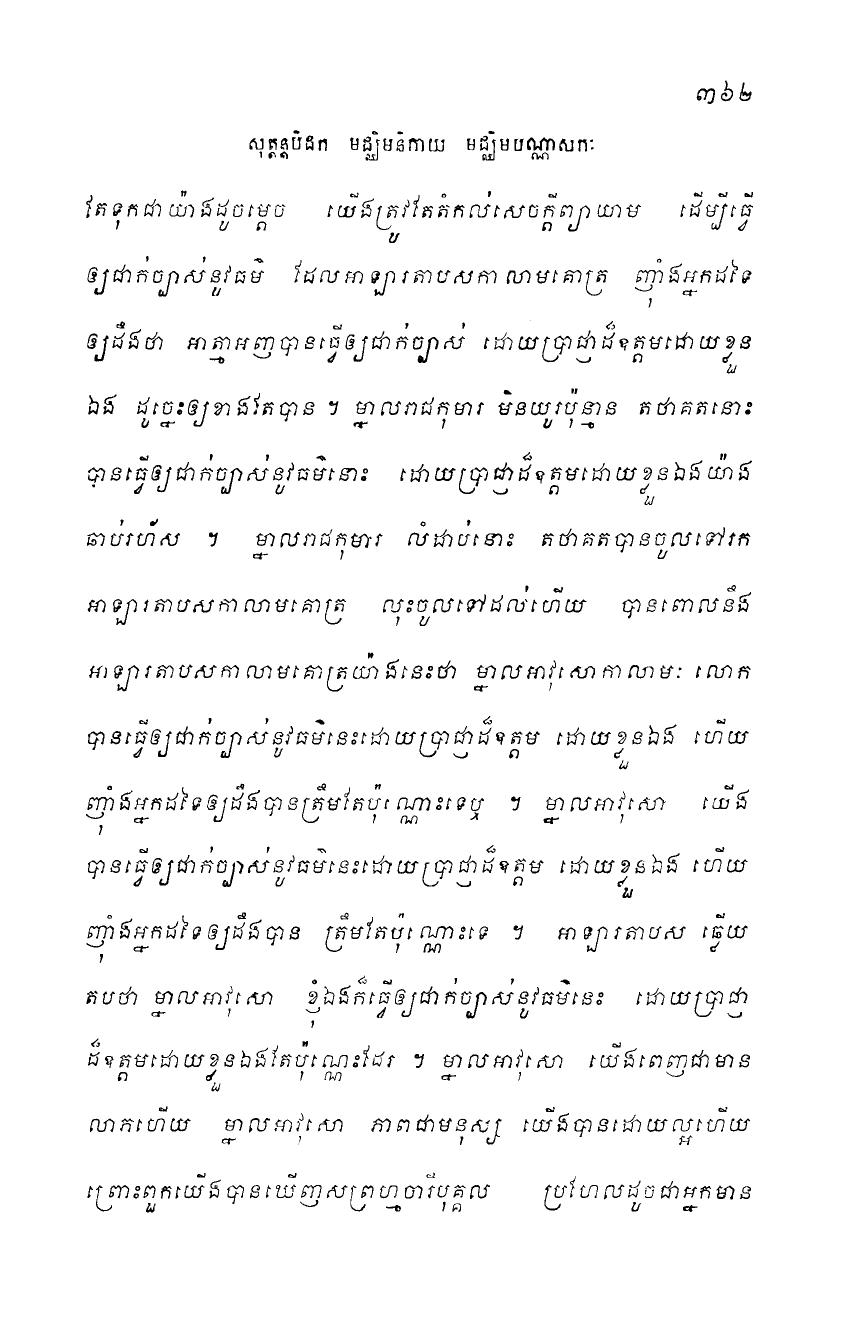 ៣៦២
សុត្តន្តបិដក មជ្ឈិមនិកាយ មជ្ឈិមបណ្ណាសកៈ
តែទុកជាយ៉ាងដូចម្តេច យើងត្រូវតែតំកល់សេចក្តីព្យាយាម ដើម្បីធ្វើ
ឲ្យជាក់ច្បាស់នូវធម៌ ដែលអាឡារតាបសកាលាមគោត្រ ញុំាងអ្នកដទៃ
ឲ្យដឹងថា អាត្មាអញបានធ្វើឲ្យជាក់ច្បាស់ ដោយប្រាជ្ញាដ៏ឧត្តមដោយខ្លួន
ឯង ដូច្នេះឲ្យខាងតែបាន ។ ម្នាលរាជកុមារ មិនយូរប៉ុន្មាន តថាគតនោះ
បានធ្វើឲ្យជាក់ច្បាស់នូវធម៌នោះ ដោយប្រាជ្ញាដ៏ឧត្តមដោយខ្លួនឯងយ៉ាង
ឆាប់រហ័ស ។ ម្នាលរាជកុមារ លំដាប់នោះ តថាគតបានចូលទៅរក
អាឡារតាបសកាលាមគោត្រ លុះចូលទៅដល់ហើយ បានពោលនឹង
អាឡារតាបសកាលាមគោត្រយ៉ាងនេះថា ម្នាលអាវុសោកាលាមៈ លោក
បានធ្វើឲ្យជាក់ច្បាស់នូវធម៌នេះដោយប្រាជ្ញាដ៏ឧត្តម ដោយខ្លួនឯង ហើយ
ញុំាងអ្នកដទៃឲ្យដឹងបានត្រឹមតែប៉ុណ្ណោះទេឬ ។ ម្នាលអាវុសោ យើង
បានធ្វើឲ្យជាក់ច្បាស់នូវធម៌នេះដោយប្រាជ្ញាដ៏ឧត្តម ដោយខ្លួនឯង ហើយ
ញុំាងអ្នកដទៃឲ្យដឹងបាន ត្រឹមតែប៉ុណ្ណោះទេ ។ អាឡារតាបស ឆ្លើយ
តបថា ម្នាលអាវុសោ ខ្ញុំឯងក៏ធ្វើឲ្យជាក់ច្បាស់នូវធម៌នេះ ដោយប្រាជ្ញា
ដ៏ឧត្តមដោយខ្លួនឯងតែប៉ុណ្ណេះដែរ ។ ម្នាលអាវុសោ យើងពេញជាមាន
លាភហើយ ម្នាលអាវុសោ ភាពជាមនុស្ស យើងបានដោយល្អហើយ
ព្រោះពួកយើងបានឃើញសព្រហ្មចារីបុគ្គល ប្រហែលដូចជាអ្នកមាន